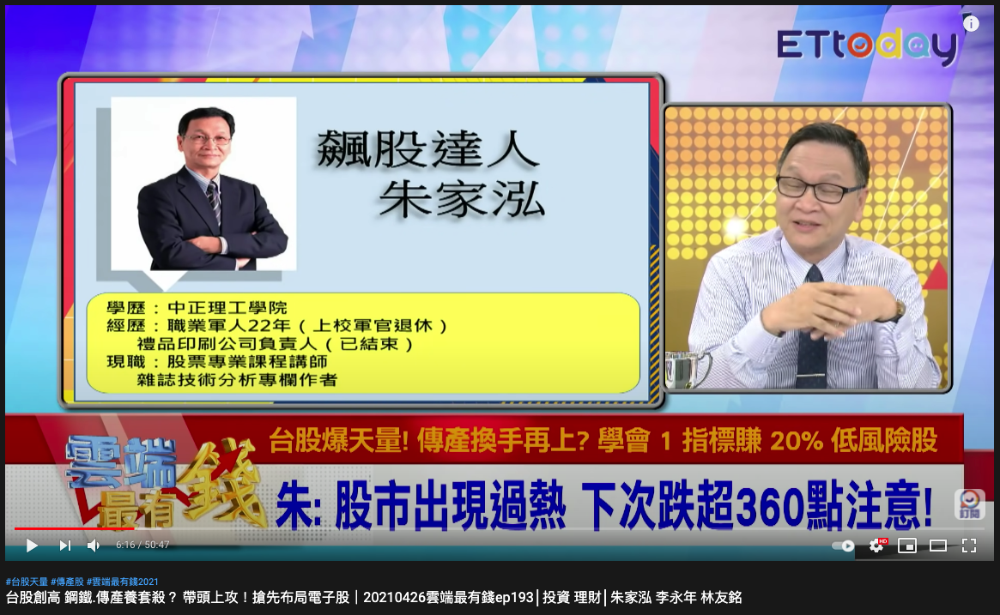 ETtoday
飆股達人
朱家泓
學歷：中正理工學院
經歷：職業軍人22年（上校軍官退休）
禮品印刷公司負責人（已結束）
現職：股票專業課程講師
雜誌技術分析專欄作者
台股爆天量! 傳產換手再上? 學會 1 指標賺 20% 低風險股
雲端
最有
錢
朱: 股市出現過熱 下次跌超360點注意!
訂閱
6:16 / 50:47
HD
#台股天量 #傳產股 #雲端最有錢2021
台股創高 鋼鐵.傳產養套殺？ 帶頭上攻！搶先布局電子股｜20210426雲端最有錢ep193│投資 理財│朱家泓 李永年 林友銘